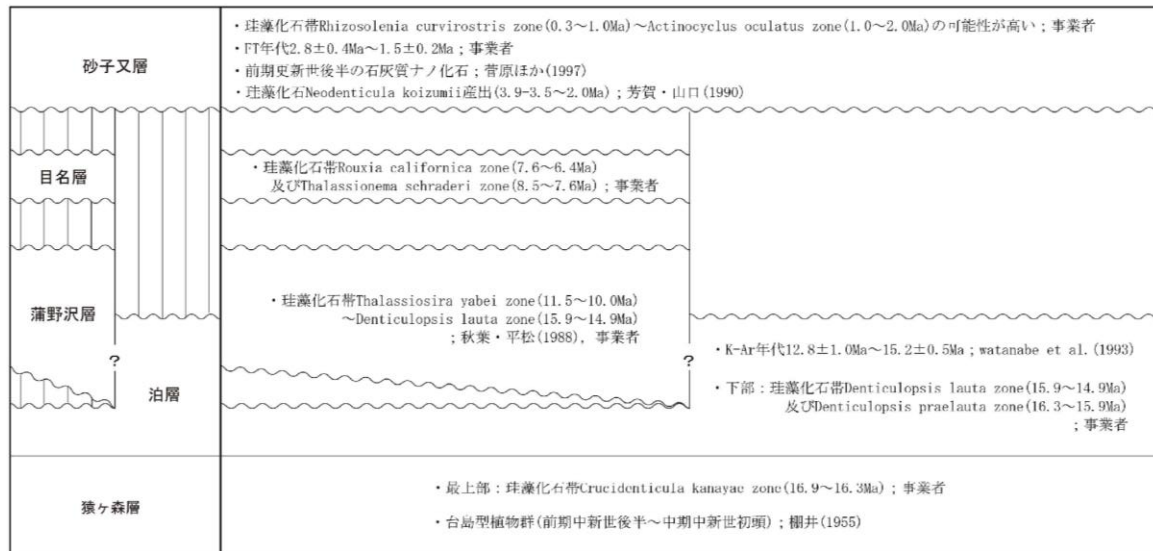 砂子又層
・珪藻化石帯Rhizosolenia curvirostris zone(0.3～1.0Ma)～Actinocyclus oculatus zone(1.0～2.0Ma)の可能性が高い；事業者
・FT年代2.8±0.4Ma～1.5±0.2Ma；事業者
・前期更新世後半の石灰質ナノ化石；菅原ほか(1997)
・珪藻化石Neodenticula koizumii産出(3.9-3.5～2.0Ma)；芳賀・山口(1990)
目名層
・珪藻化石帯Rouxia californica zone(7.6～6.4Ma)
及びThalassionema schraderi zone(8.5～7.6Ma)；事業者
蒲野沢層
・珪藻化石帯Thalassiosira yabei zone(11.5～10.0Ma)
～Denticulopsis lauta zone(15.9～14.9Ma)
；秋葉・平松(1988), 事業者
?
?
泊層
・K-Ar年代12.8±1.0Ma～15.2±0.5Ma；watanabe et al.(1993)
・下部：珪藻化石帯Denticulopsis lauta zone(15.9～14.9Ma)
及びDenticulopsis praelauta zone(16.3～15.9Ma)
；事業者
猿ヶ森層
・最上部：珪藻化石帯Crucidenticula kanayae zone(16.9～16.3Ma)；事業者
・台島型植物群(前期中新世後半～中期中新世初頭)；棚井(1955)